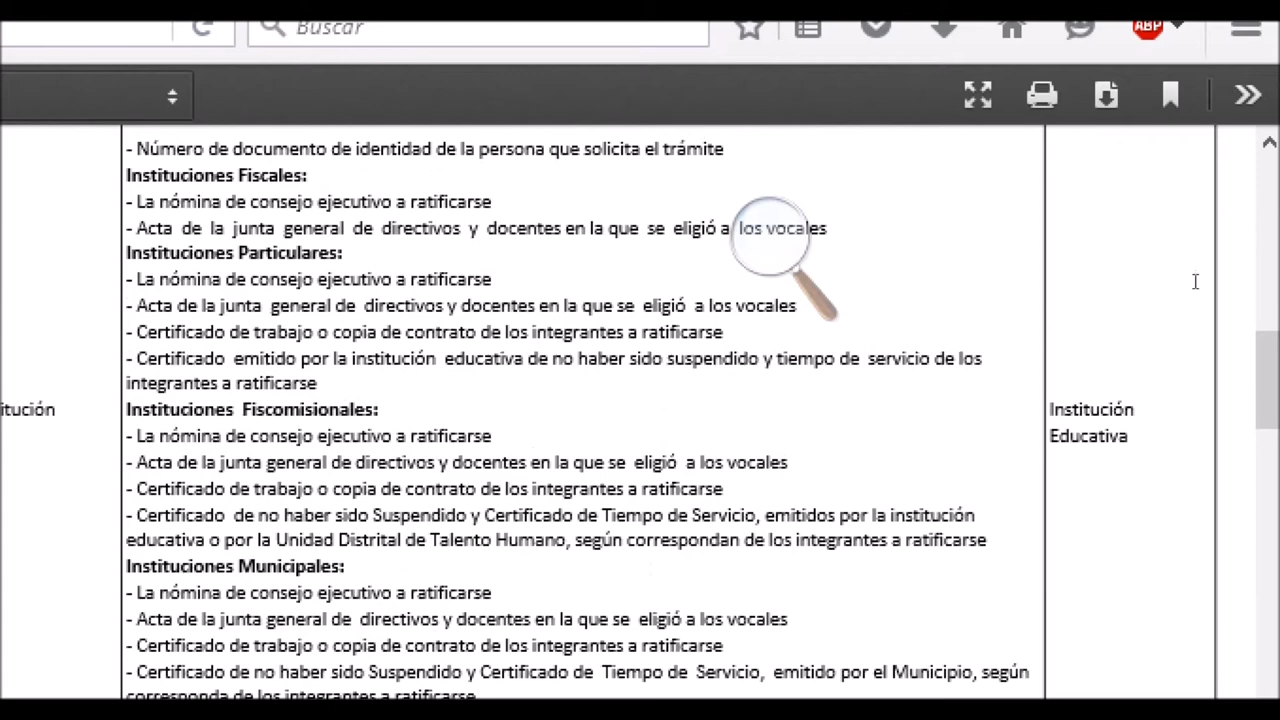 Buscar
ABP
- Número de documento de identidad de la persona que solicita el trámite
Instituciones Fiscales:
- La nómina de consejo ejecutivo a ratificarse
- Acta de la junta general de directivos y docentes en la que se eligió a los vocales
Instituciones Particulares:
- La nómina de consejo ejecutivo a ratificarse
- Acta de la junta general de directivos y docentes en la que se eligió a los vocales
- Certificado de trabajo o copia de contrato de los integrantes a ratificarse
- Certificado emitido por la institución educativa de no haber sido suspendido y tiempo de servicio de los
integrantes a ratificarse
itución
Instituciones Fiscomisionales:
- La nómina de consejo ejecutivo a ratificarse
- Acta de la junta general de directivos y docentes en la que se eligió a los vocales
- Certificado de trabajo o copia de contrato de los integrantes a ratificarse
- Certificado de no haber sido Suspendido y Certificado de Tiempo de Servicio, emitidos por la institución
educativa o por la Unidad Distrital de Talento Humano, según correspondan de los integrantes a ratificarse
Instituciones Municipales:
- La nómina de consejo ejecutivo a ratificarse
- Acta de la junta general de directivos y docentes en la que se eligió a los vocales
- Certificado de trabajo o copia de contrato de los integrantes a ratificarse
- Certificado de no haber sido Suspendido y Certificado de Tiempo de Servicio, emitido por el Municipio, según
corresponda de los integrantes a ratificarse
Institución
Educativa